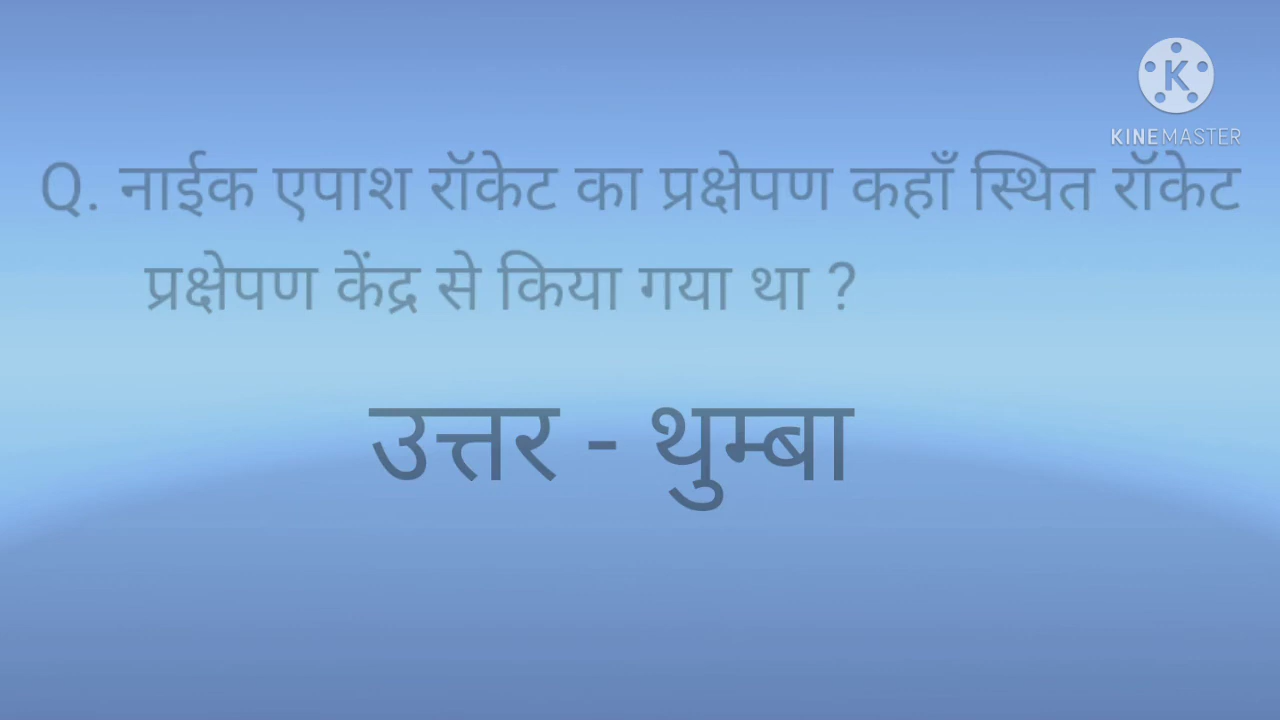 K
KINEMASTER
Q. नाईक एपाश रॉकेट का प्रक्षेपण कहाँ स्थित रॉकेट
प्रक्षेपण केंद्र से किया गया था ?
उत्तर - थुम्बा